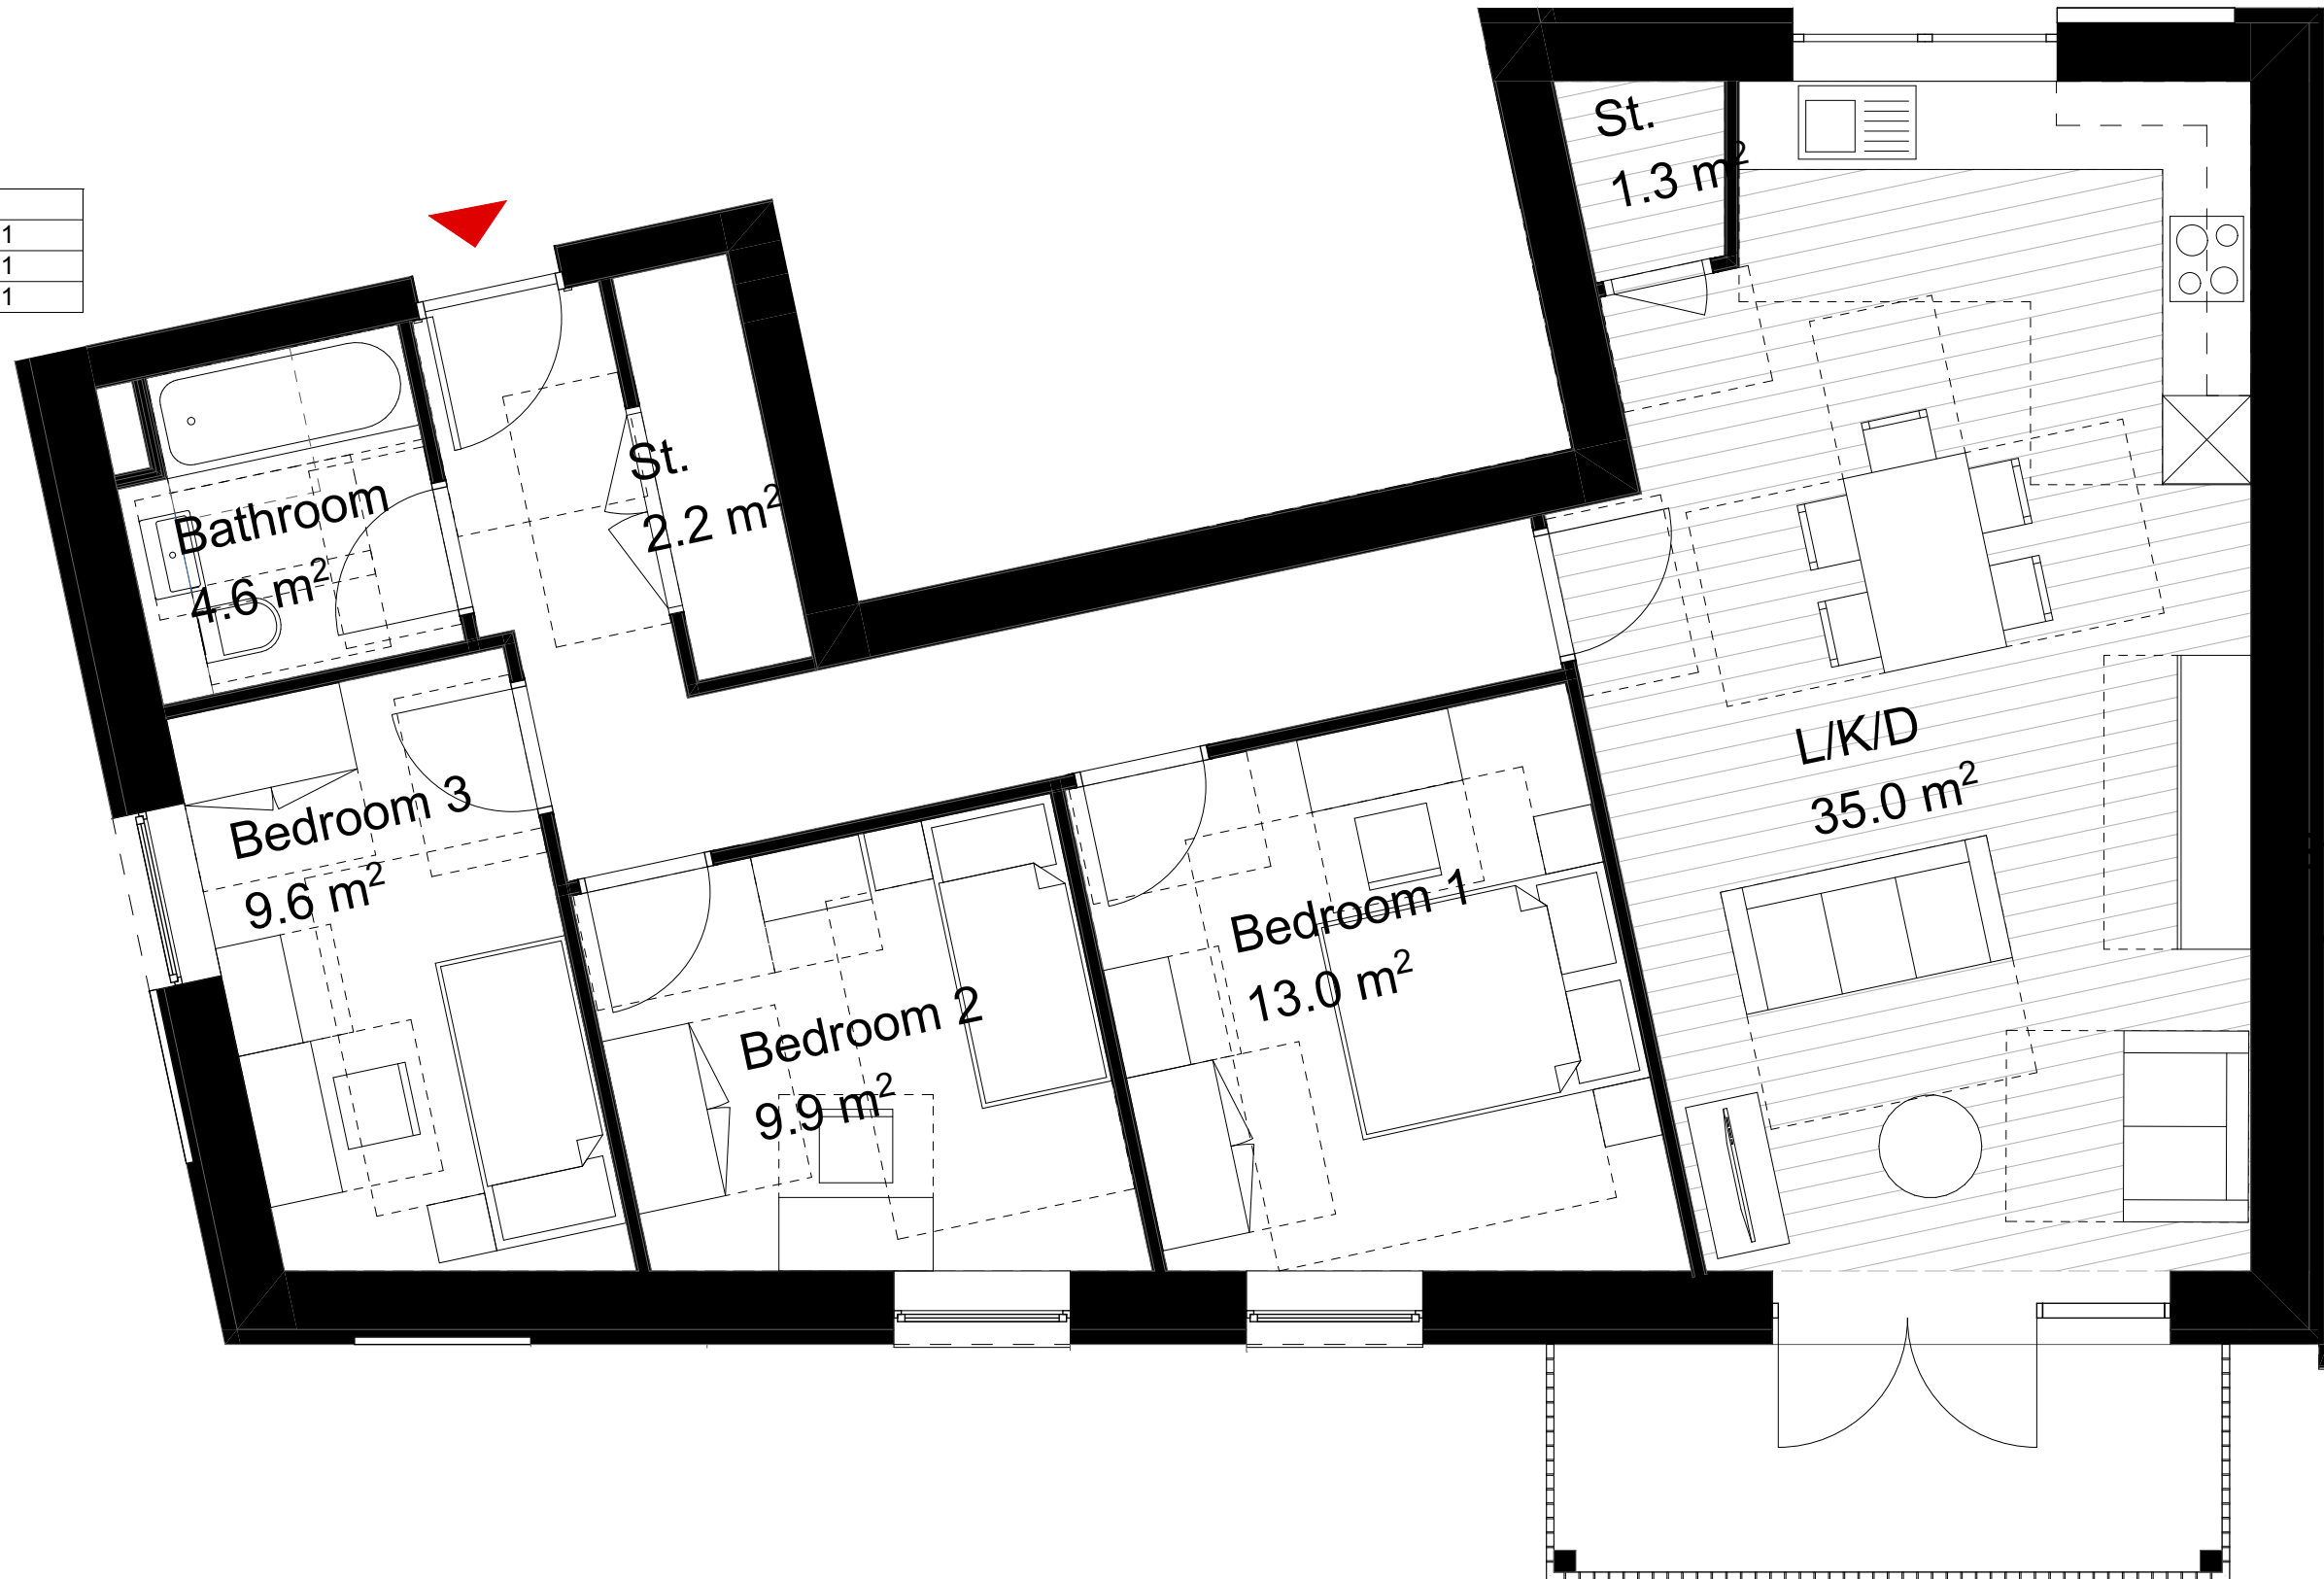 1
1
1
St.
1.3 m²
St.
2.2 m²
Bathroom
4.6 m²
L/K/D
35.0 m²
Bedroom 3
9.6 m²
Bedroom 1
13.0 m²
Bedroom 2
9.9 m²